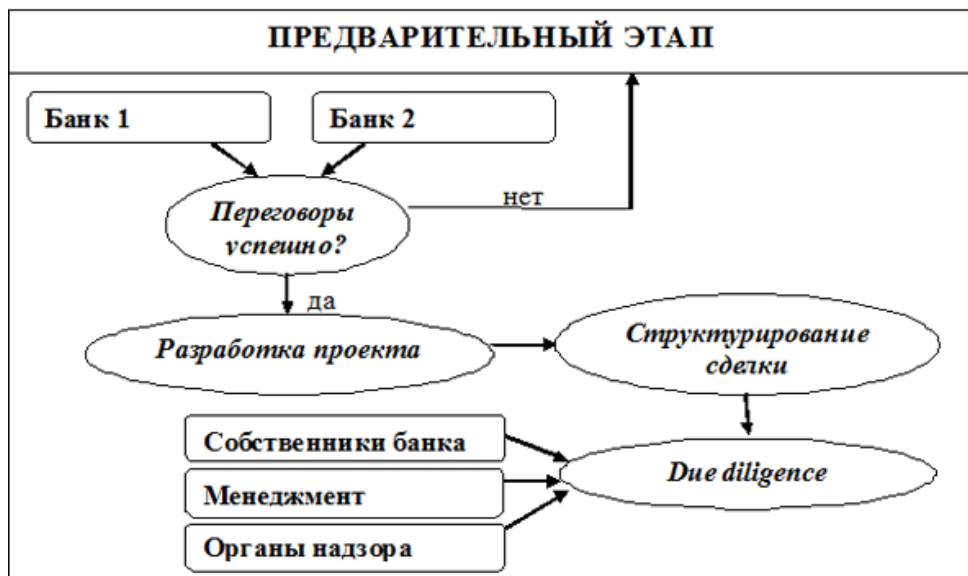 ПРЕДВАРИТЕЛЬНЫЙ ЭТАП
Банк 1
Банк 2
Переговоры
успешно?
нет
да
Разработка проекта
Структурирование
сделки
Собственники банка
Менеджмент
Органы надзора
Due diligence